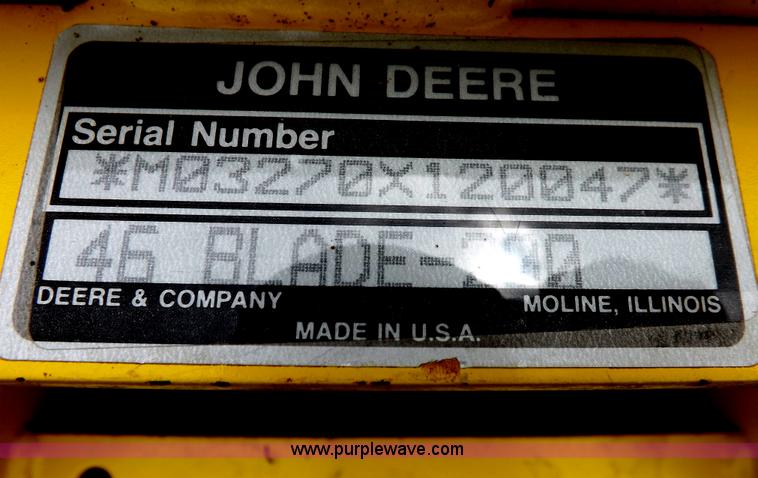 JOHN DEERE
Serial Number
*M03270X120047*
46 BLADE-
DEERE & COMPANY
MOLINE, ILLINOIS
MADE IN U.S.A.
www.purplewave.com